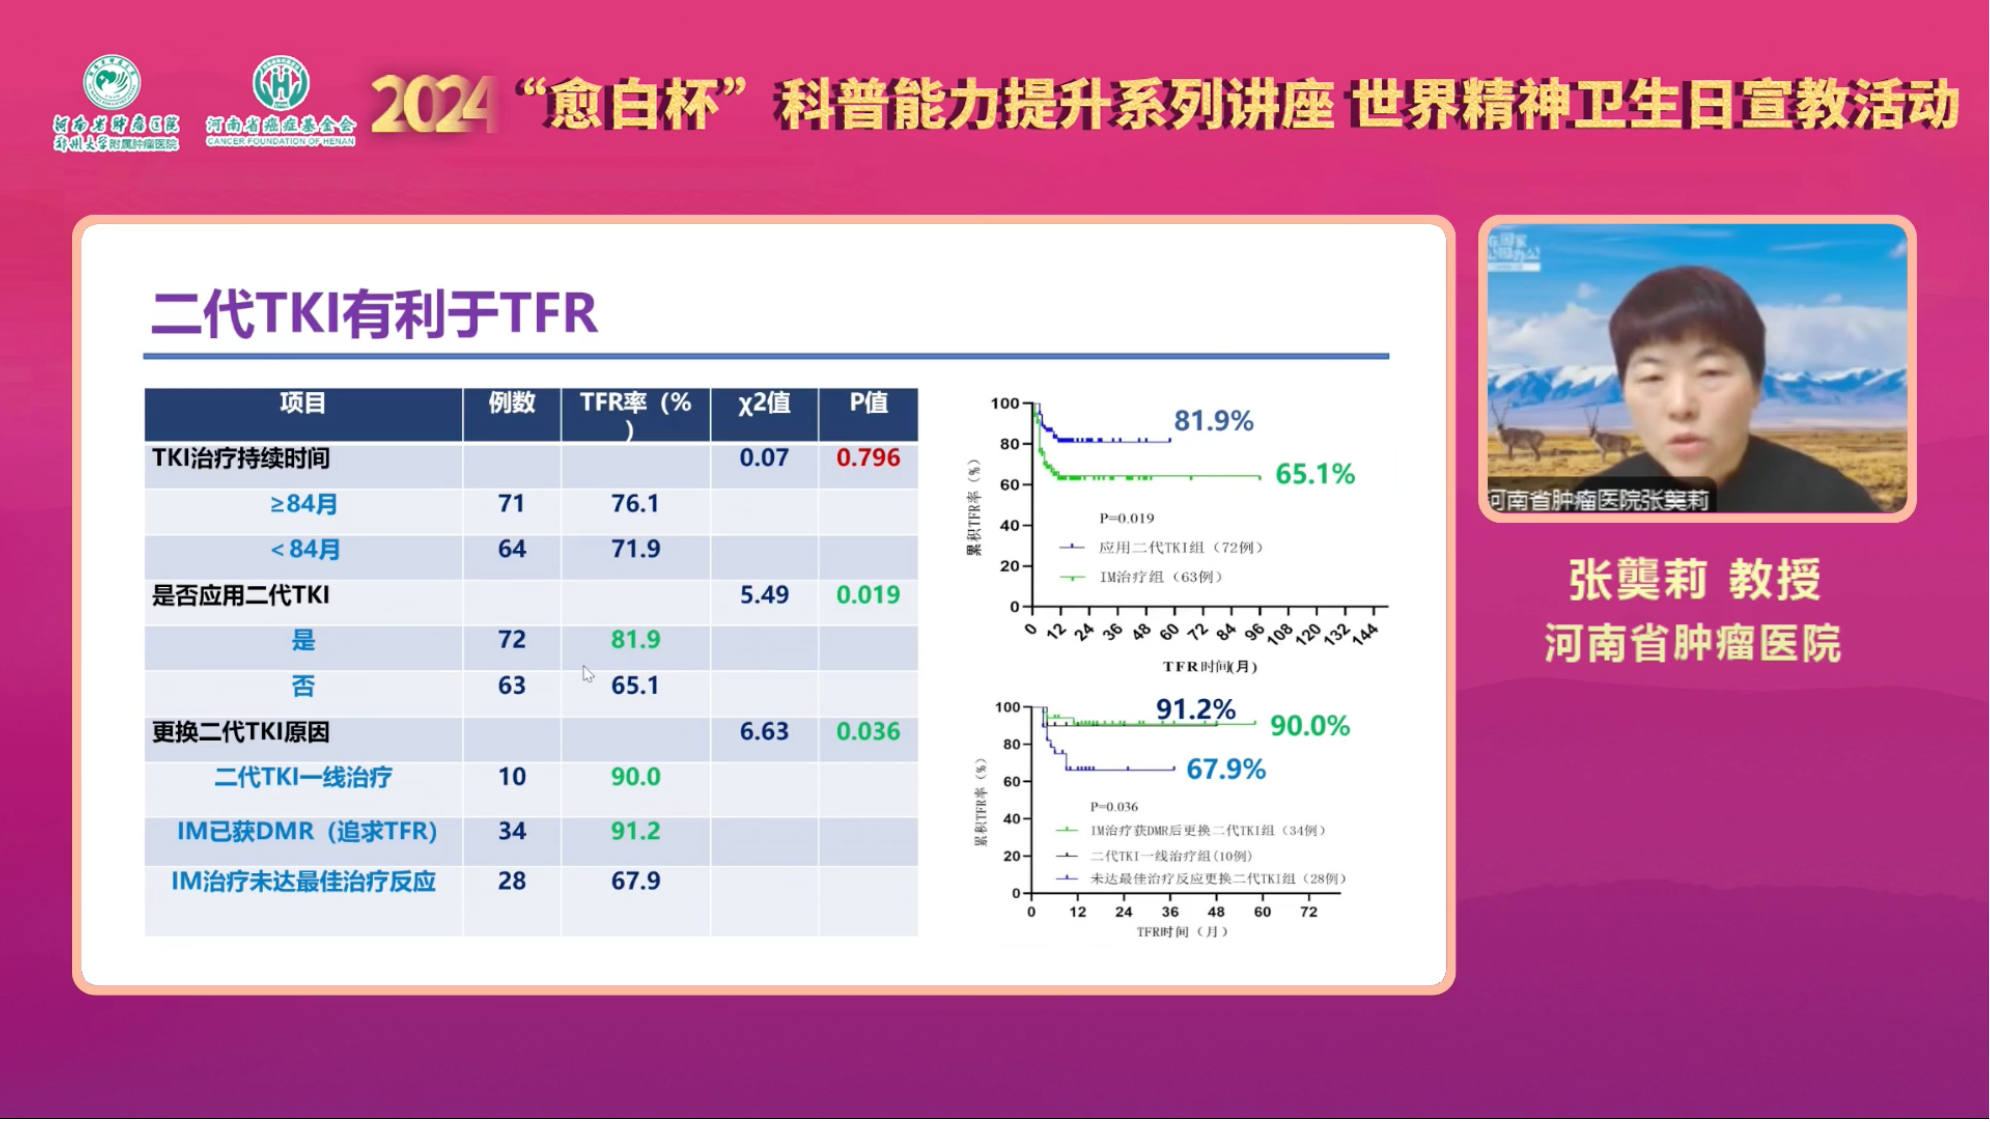 河南省肿瘤医院
郑州大学附属肿瘤医院
河南省癌症基金会
CANCER FOUNDATION OF HENAN
2024“愈白杯”科普能力提升系列讲座 世界精神卫生日宣教活动
二代TKI有利于TFR
项目 例数 TFR率(%) χ2值 P值
TKI治疗持续时间 0.07 0.796
≥84月 71 76.1
<84月 64 71.9
是否应用二代TKI 5.49 0.019
是 72 81.9
否 63 65.1
更换二代TKI原因 6.63 0.036
二代TKI一线治疗 10 90.0
IM已获DMR(追求TFR) 34 91.2
IM治疗未达最佳治疗反应 28 67.9
累积TFR率(%)
100
80
60
40
20
0
81.9%
65.1%
P=0.019
应用二代TKI组(72例)
IM治疗组(63例)
0 12 24 36 48 60 72 84 96 108 120 132 144
TFR时间(月)
累积TFR率(%)
100
80
60
40
20
0
91.2%
90.0%
67.9%
P=0.036
IM治疗获DMR后更换二代TKI组(34例)
二代TKI一线治疗组(10例)
未达最佳治疗反应更换二代TKI组(28例)
0 12 24 36 48 60 72
TFR时间(月)
河南省肿瘤医院张龑莉
张龑莉 教授
河南省肿瘤医院